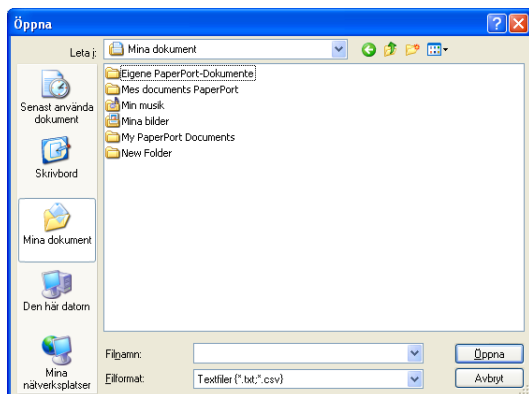 Öppna
Leta i:
Mina dokument
Senast använda
dokument
Skrivbord
Mina dokument
Den här datorn
Mina
nätverksplatser
Eigene PaperPort-Dokumente
Mes documents PaperPort
Min musik
Mina bilder
My PaperPort Documents
New Folder
Filnamn:
Öppna
Filformat:
Textfiler (*.txt;*.csv)
Avbryt